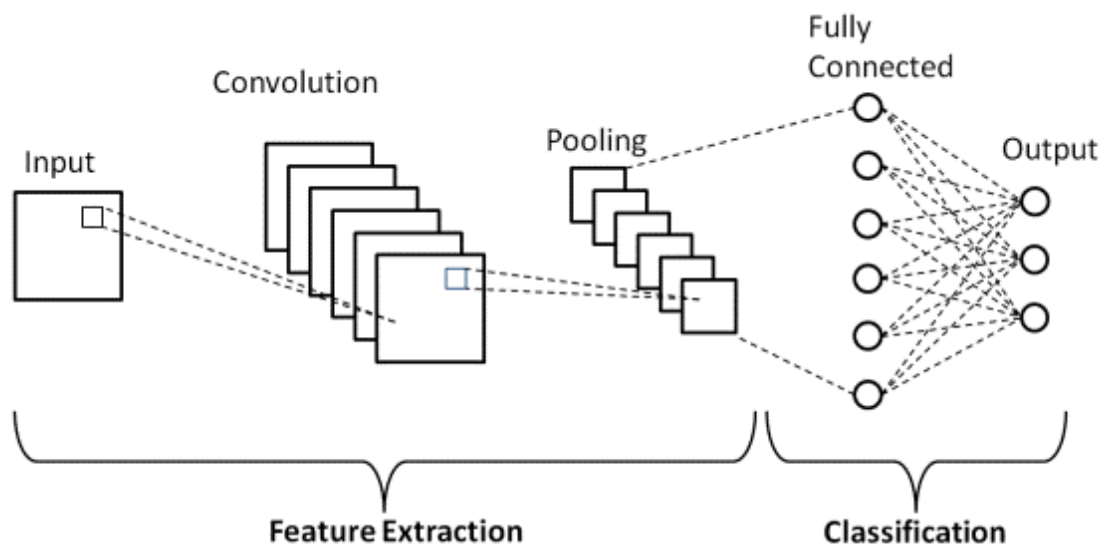 Input
Convolution
Pooling
Fully
Connected
Output
Feature Extraction
Classification